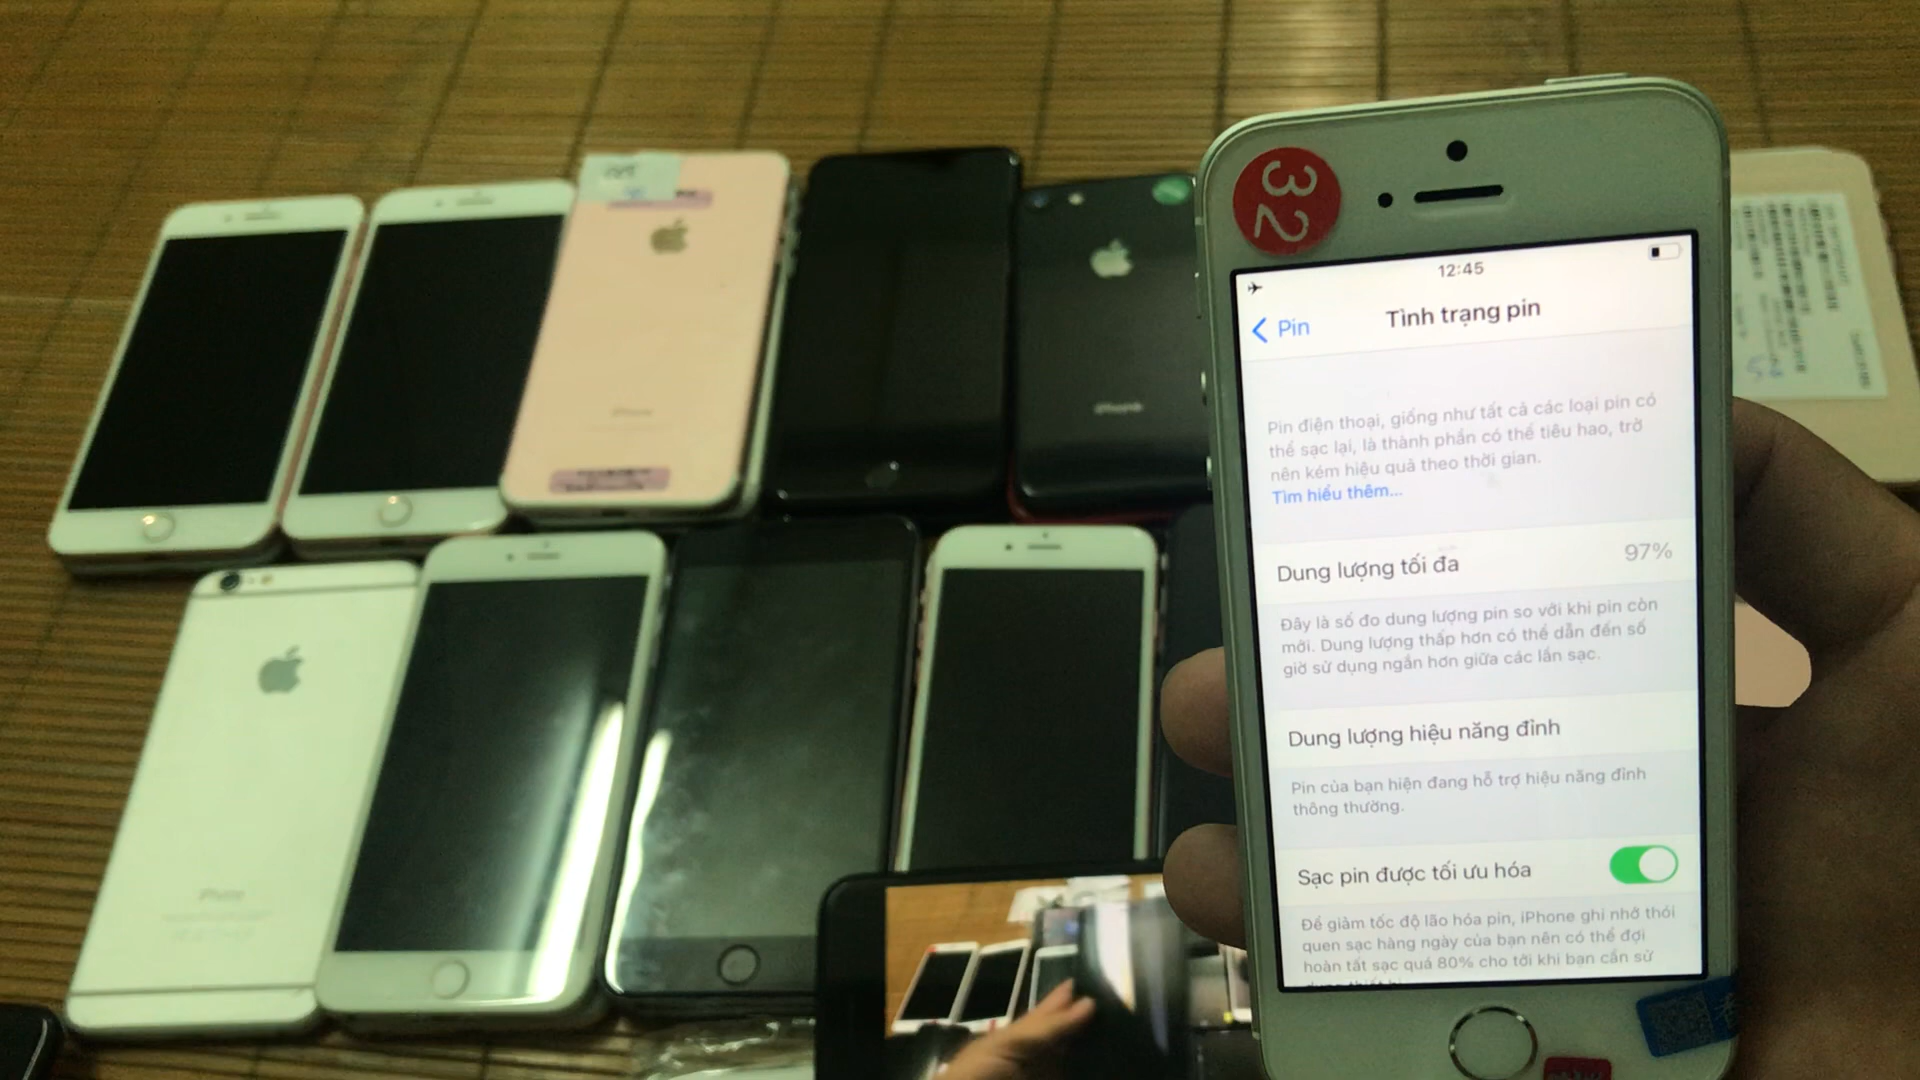 32
12:45
Pin
Tình trạng pin
Pin điện thoại, giống như tất cả các loại pin có
thể sạc lại, là thành phần có thể tiêu hao, trở
nên kém hiệu quả theo thời gian.
Tìm hiểu thêm...
Dung lượng tối đa
97%
Đây là số đo dung lượng pin so với khi pin còn
mới. Dung lượng thấp hơn có thể dẫn đến số
giờ sử dụng ngắn hơn giữa các lần sạc.
Dung lượng hiệu năng đỉnh
Pin của bạn hiện đang hỗ trợ hiệu năng đỉnh
thông thường.
Sạc pin được tối ưu hóa
Để giảm tốc độ lão hóa pin, iPhone ghi nhớ thói
quen sạc hàng ngày của bạn nên có thể đợi
hoàn tất sạc quá 80% cho tới khi bạn cần sử
iPhone
iPhone
iPhone